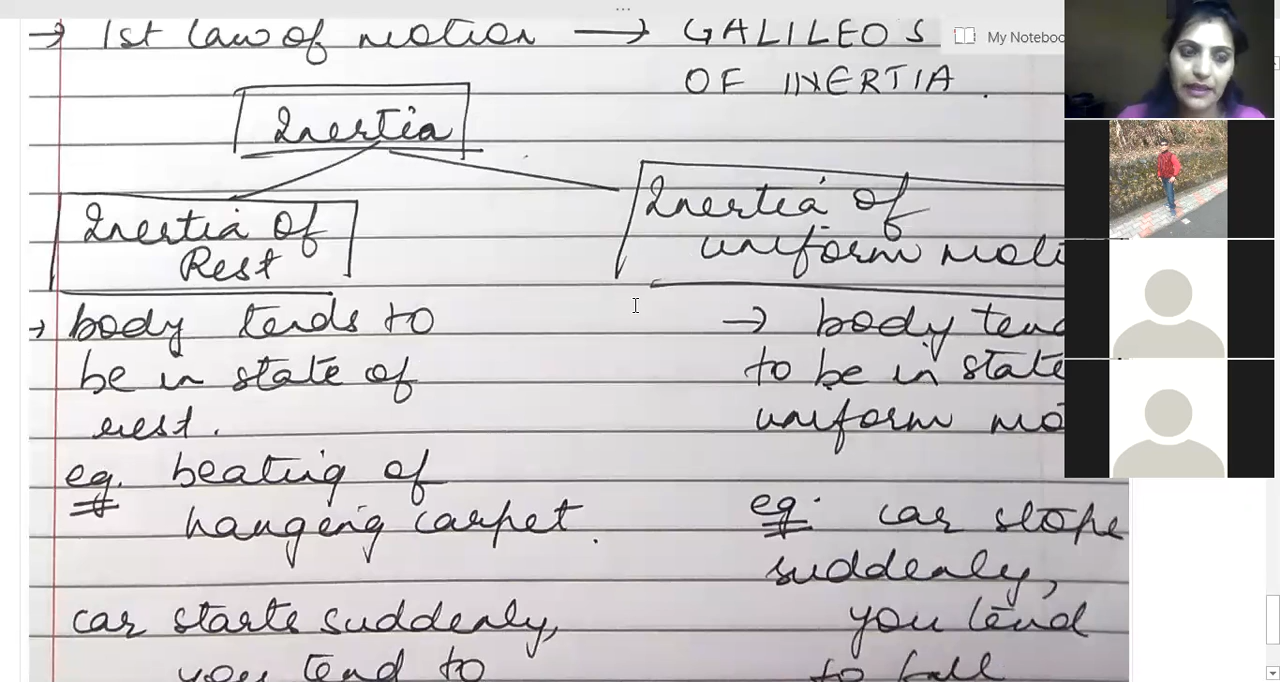 → 1st law of motion → GALILEOS
My Notebo
OF INERTIA.
Inertia
Inertia of
Rest
Inertia of
uniform moti
→ body tends to
be in state of
rest.
eg. beating of
hanging carpet.
car starts suddenly,
you tend to
→ body tend
to be in state
uniform mo
eg. car stops
suddenly,
you tend
to fall